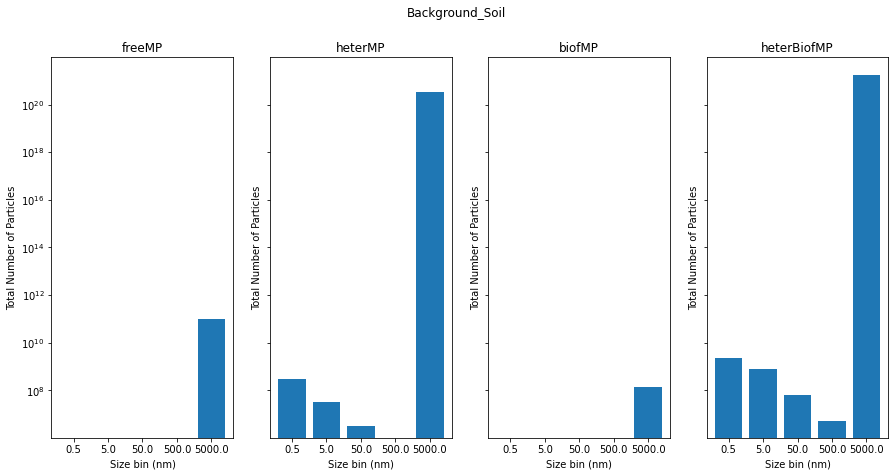 Background_Soil
freeMP
heterMP
biofMP
heterBiofMP
Total Number of Particles
10^20
10^18
10^16
10^14
10^12
10^10
10^8
0.5 5.0 50.0 500.0 5000.0
Size bin (nm)
Total Number of Particles
0.5 5.0 50.0 500.0 5000.0
Size bin (nm)
Total Number of Particles
0.5 5.0 50.0 500.0 5000.0
Size bin (nm)
Total Number of Particles
0.5 5.0 50.0 500.0 5000.0
Size bin (nm)